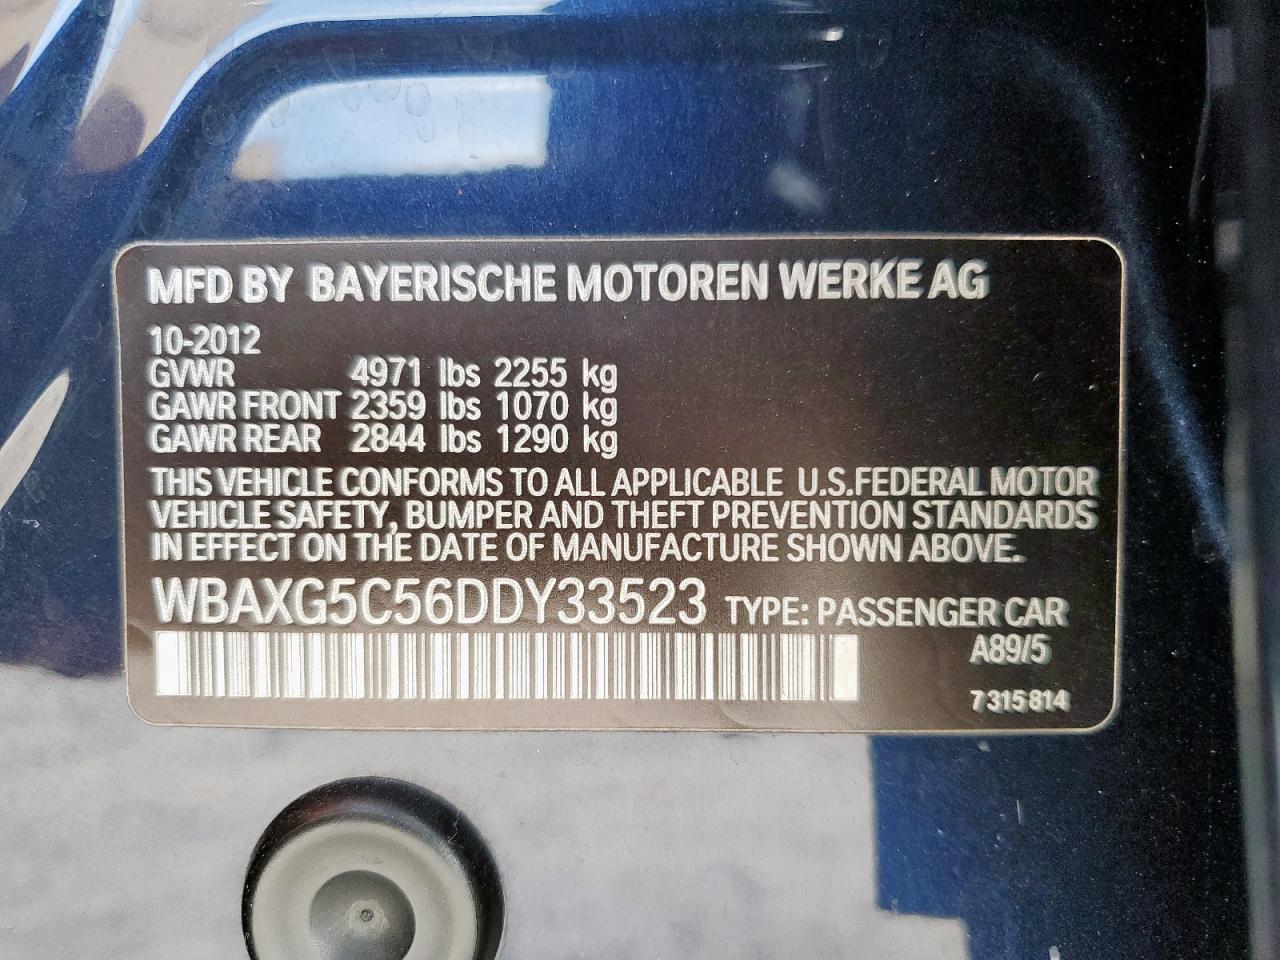 MFD BY BAYERISCHE MOTOREN WERKE AG
10-2012
GVWR 4971 lbs 2255 kg
GAWR FRONT 2359 lbs 1070 kg
GAWR REAR 2844 lbs 1290 kg
THIS VEHICLE CONFORMS TO ALL APPLICABLE U.S.FEDERAL MOTOR
VEHICLE SAFETY, BUMPER AND THEFT PREVENTION STANDARDS
IN EFFECT ON THE DATE OF MANUFACTURE SHOWN ABOVE.
WBAXG5C56DDY33523 TYPE: PASSENGER CAR
A89/5
7 315 814